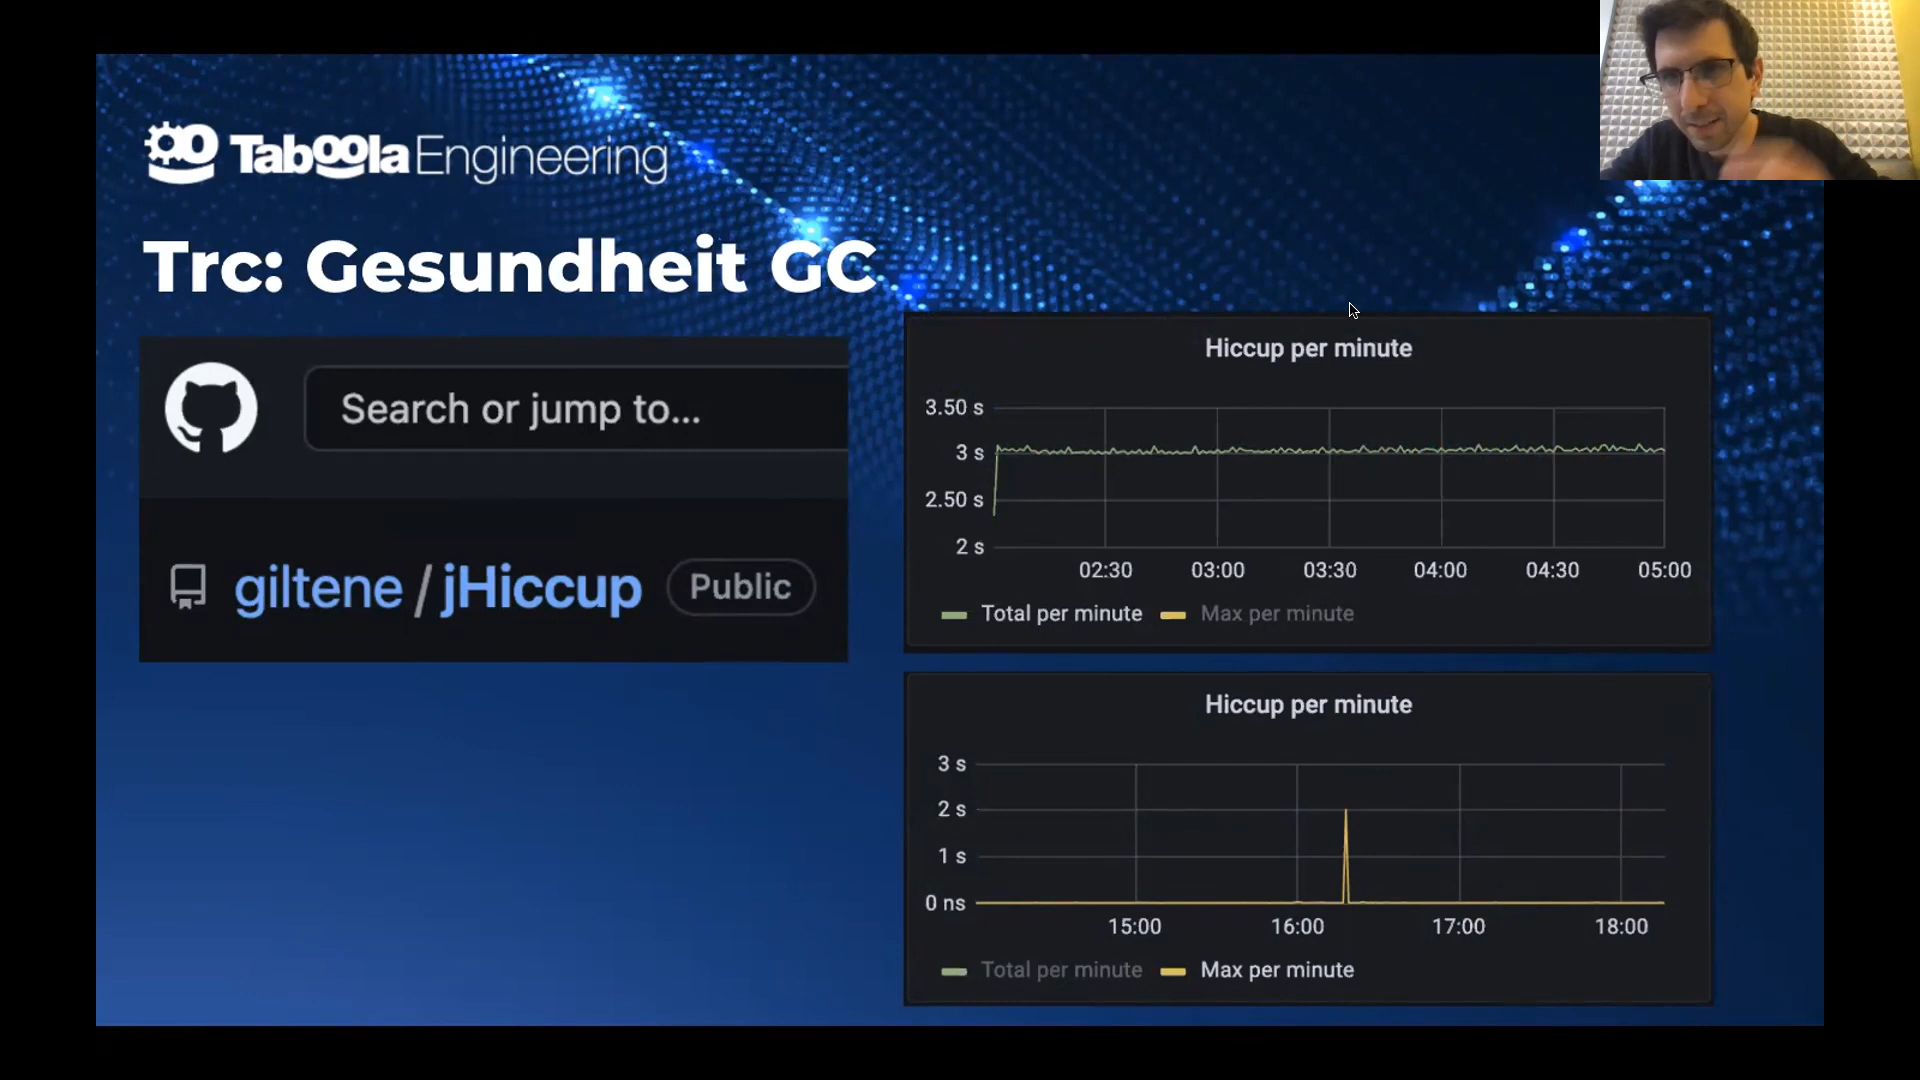 Taboola Engineering
Trc: Gesundheit GC
Search or jump to...
giltene / jHiccup Public
Hiccup per minute
3.50 s
3 s
2.50 s
2 s
02:30 03:00 03:30 04:00 04:30 05:00
Total per minute Max per minute
Hiccup per minute
3 s
2 s
1 s
0 ns
15:00 16:00 17:00 18:00
Total per minute Max per minute